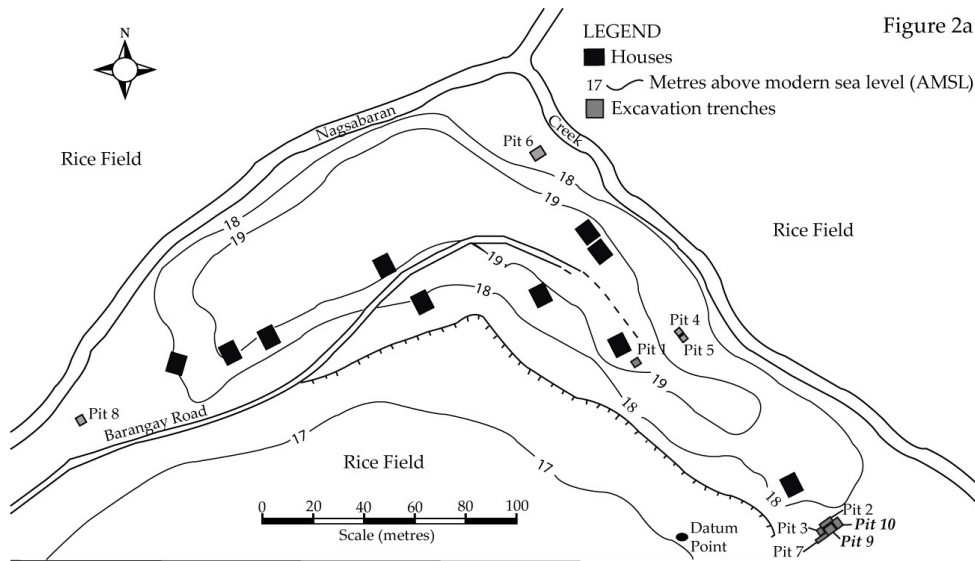 Figure 2a
N
LEGEND
Houses
17 Metres above modern sea level (AMSL)
Excavation trenches
Nagsabaran
Creek
Rice Field
Pit 6
18
19
18
19
Rice Field
19
18
Pit 4
Pit 5
Pit 1
19
18
Pit 8
Barangay Road
17
Rice Field
17
18
0 20 40 60 80 100
Scale (metres)
Datum
Point
Pit 2
Pit 3
Pit 10
Pit 9
Pit 7